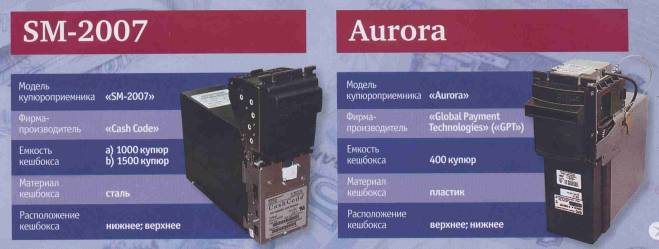 SM-2007
Модель
купюроприемника «SM-2007»
Фирма-
производитель «Cash Code»
Емкость a) 1000 купюр
кешбокса b) 1500 купюр
Материал
кешбокса сталь
Расположение
кешбокса нижнее; верхнее
CashCode
Aurora
Модель
купюроприемника «Aurora»
Фирма- «Global Payment
производитель Technologies» («GPT»)
Емкость
кешбокса 400 купюр
Материал
кешбокса пластик
Расположение
кешбокса верхнее; нижнее